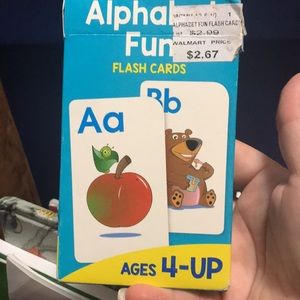 Alphabet
Fun
FLASH CARDS
ALPHABET FUN FLASH CARD
$2.99
WALMART PRICE
$2.67
Bb
Aa
AGES 4-UP